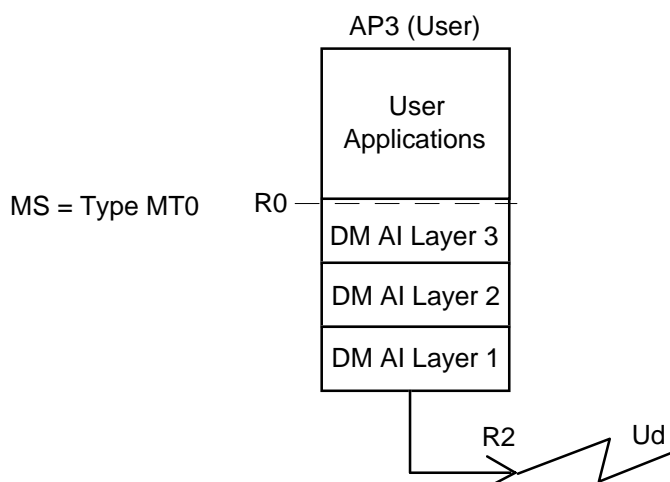 AP3 (User)
User
Applications
MS = Type MT0
R0
DM AI Layer 3
DM AI Layer 2
DM AI Layer 1
R2
Ud